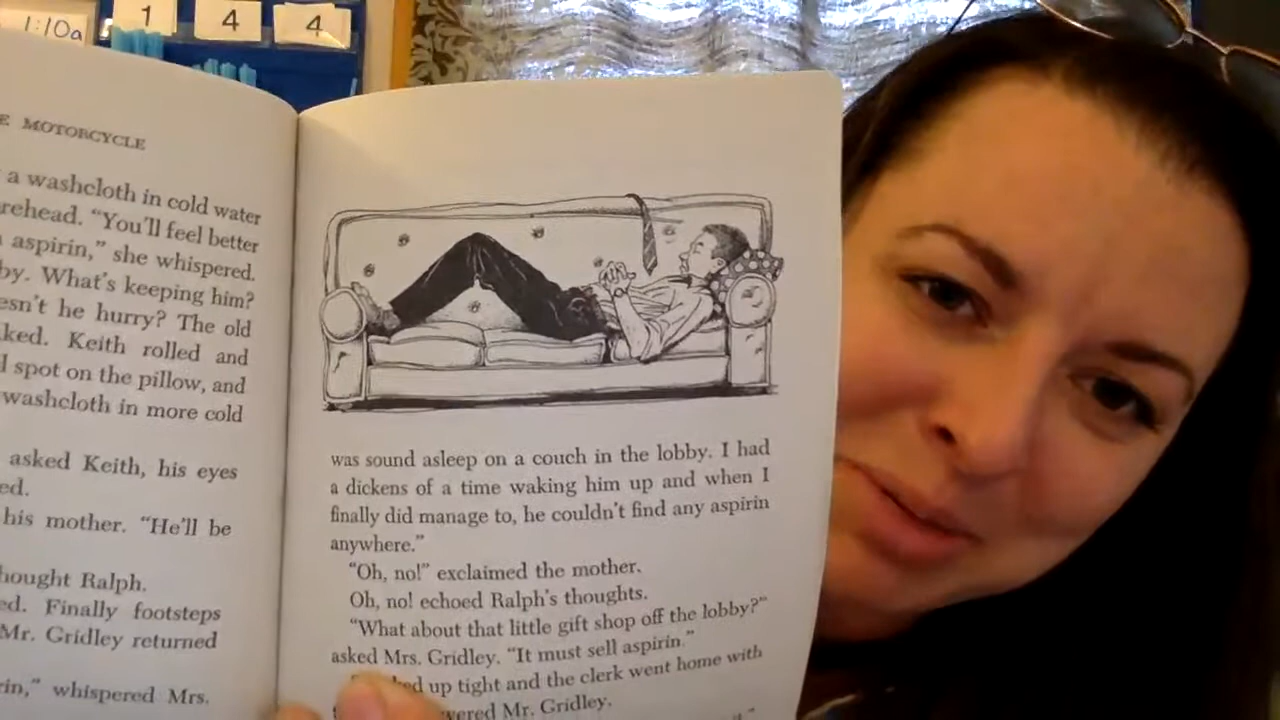 1:10a
1
4
4
E MOTORCYCLE
a washcloth in cold water
rehead. “You’ll feel better
aspirin,” she whispered.
by. What’s keeping him?
esn’t he hurry? The old
ked. Keith rolled and
spot on the pillow, and
washcloth in more cold
asked Keith, his eyes
ed.
his mother. “He’ll be
hought Ralph.
ed. Finally footsteps
Mr. Gridley returned
rin,” whispered Mrs.
was sound asleep on a couch in the lobby. I had
a dickens of a time waking him up and when I
finally did manage to, he couldn’t find any aspirin
anywhere.”
“Oh, no!” exclaimed the mother.
Oh, no! echoed Ralph’s thoughts.
“What about that little gift shop off the lobby?”
asked Mrs. Gridley. “It must sell aspirin.”
ed up tight and the clerk went home with
ered Mr. Gridley.